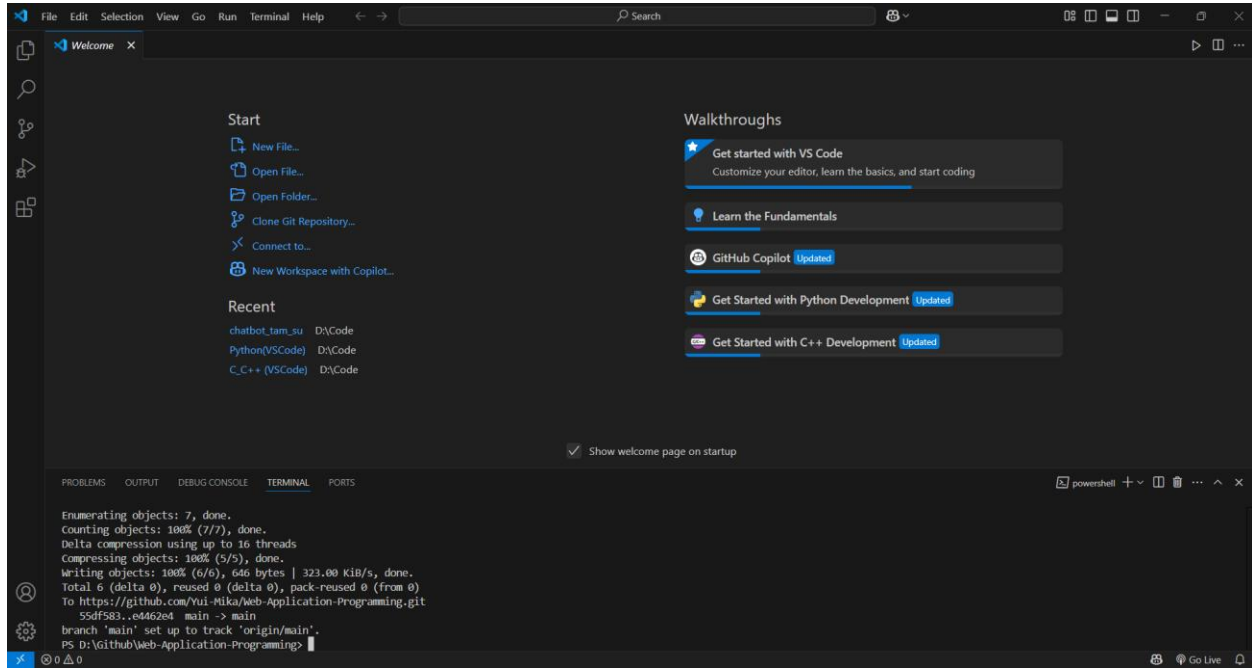 File Edit Selection View Go Run Terminal Help
Search
Welcome
Start
New File...
Open File...
Open Folder...
Clone Git Repository...
Connect to...
New Workspace with Copilot...
Recent
chatbot_tam_su D:\Code
Python(VSCode) D:\Code
C_C++ (VSCode) D:\Code
Walkthroughs
Get started with VS Code
Customize your editor, learn the basics, and start coding
Learn the Fundamentals
GitHub Copilot Updated
Get Started with Python Development Updated
Get Started with C++ Development Updated
Show welcome page on startup
PROBLEMS OUTPUT DEBUG CONSOLE TERMINAL PORTS
powershell
Enumerating objects: 7, done.
Counting objects: 100% (7/7), done.
Delta compression using up to 16 threads
Compressing objects: 100% (5/5), done.
Writing objects: 100% (6/6), 646 bytes | 323.00 KiB/s, done.
Total 6 (delta 0), reused 0 (delta 0), pack-reused 0 (from 0)
To https://github.com/Yui-Mika/Web-Application-Programming.git
55df583..e4462e4 main -> main
branch 'main' set up to track 'origin/main'.
PS D:\Github\Web-Application-Programming>
0 0
Go Live